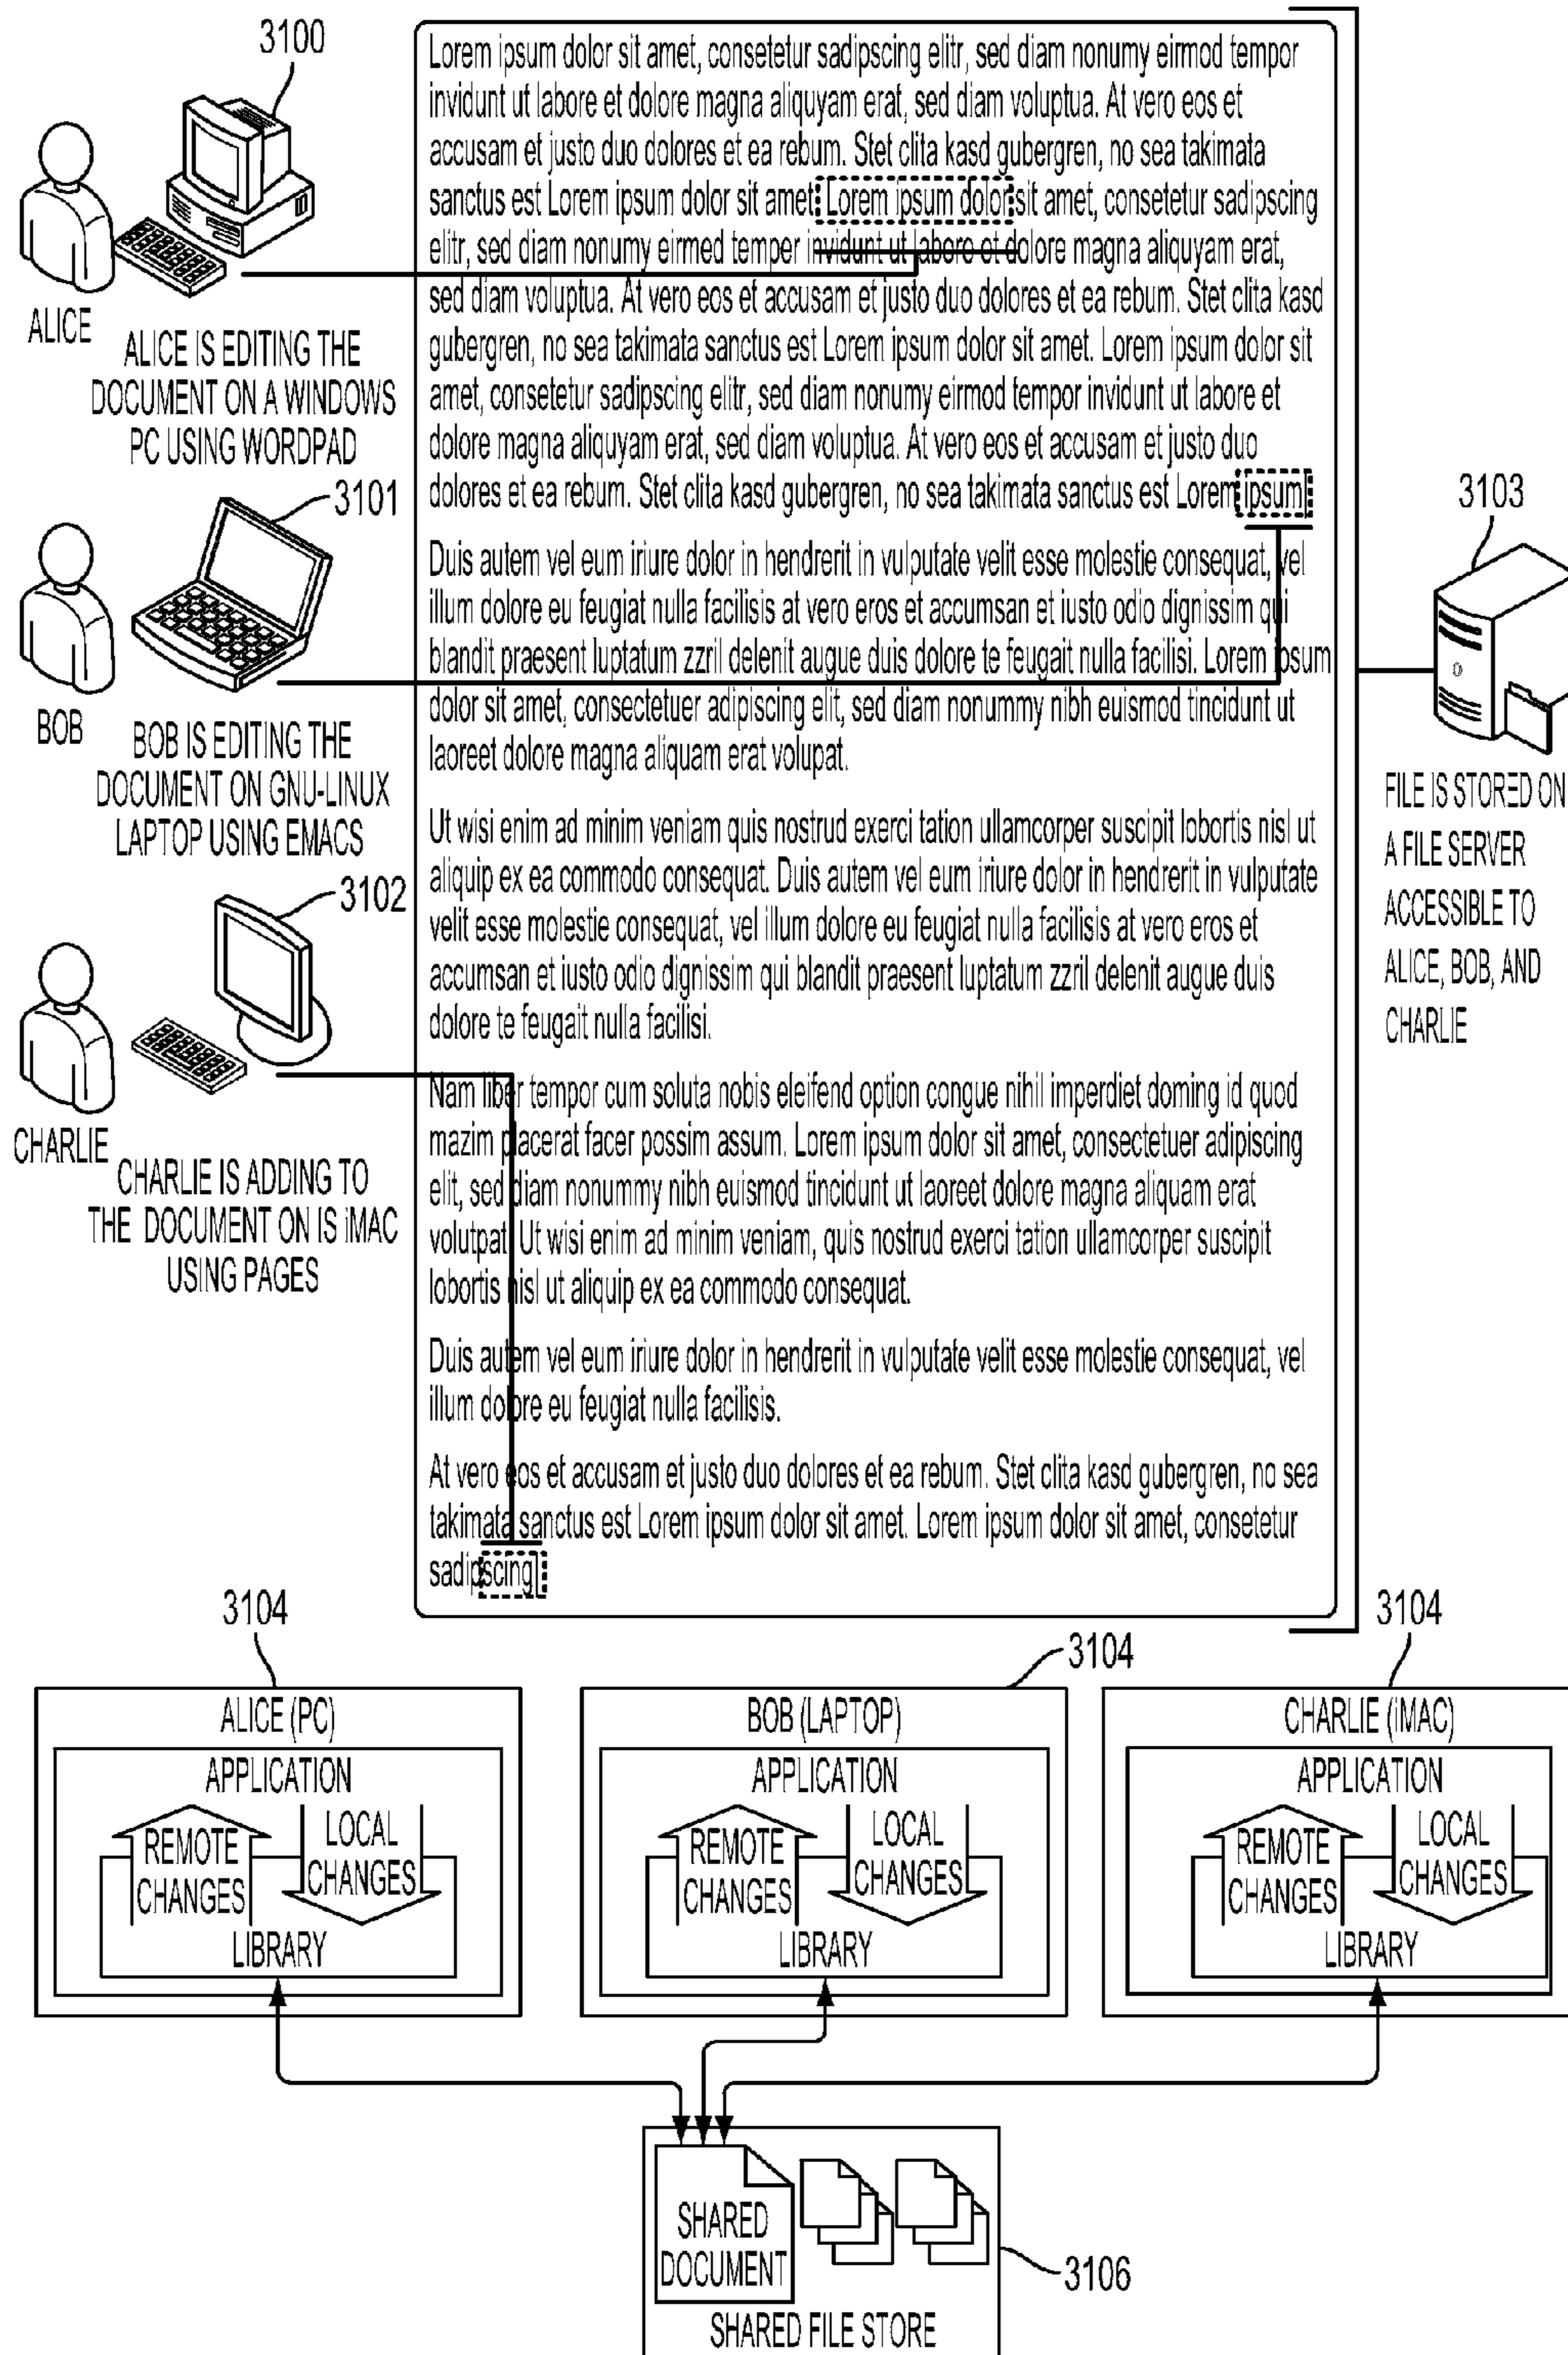 3100
ALICE
ALICE IS EDITING THE
DOCUMENT ON A WINDOWS
PC USING WORDPAD
3101
BOB
BOB IS EDITING THE
DOCUMENT ON GNU-LINUX
LAPTOP USING EMACS
3102
CHARLIE
CHARLIE IS ADDING TO
THE DOCUMENT ON IS iMAC
USING PAGES
Lorem ipsum dolor sit amet, consetetur sadipscing elitr, sed diam nonumy eirmod tempor
invidunt ut labore et dolore magna aliquyam erat, sed diam voluptua. At vero eos et
accusam et justo duo dolores et ea rebum. Stet clita kasd gubergren, no sea takimata
sanctus est Lorem ipsum dolor sit amet. Lorem ipsum dolor sit amet, consetetur sadipscing
elitr, sed diam nonumy eirmed temper invidunt ut labore et dolore magna aliquyam erat,
sed diam voluptua. At vero eos et accusam et justo duo dolores et ea rebum. Stet clita kasd
gubergren, no sea takimata sanctus est Lorem ipsum dolor sit amet. Lorem ipsum dolor sit
amet, consetetur sadipscing elitr, sed diam nonumy eirmod tempor invidunt ut labore et
dolore magna aliquyam erat, sed diam voluptua. At vero eos et accusam et justo duo
dolores et ea rebum. Stet clita kasd gubergren, no sea takimata sanctus est Lorem ipsum
Duis autem vel eum iriure dolor in hendrerit in vulputate velit esse molestie consequat, vel
illum dolore eu feugiat nulla facilisis at vero eros et accumsan et iusto odio dignissim qui
blandit praesent luptatum zzril delenit augue duis dolore te feugait nulla facilisi. Lorem ipsum
dolor sit amet, consectetuer adipiscing elit, sed diam nonummy nibh euismod tincidunt ut
laoreet dolore magna aliquam erat volupat.
Ut wisi enim ad minim veniam quis nostrud exerci tation ullamcorper suscipit lobortis nisl ut
aliquip ex ea commodo consequat. Duis autem vel eum iriure dolor in hendrerit in vulputate
velit esse molestie consequat, vel illum dolore eu feugiat nulla facilisis at vero eros et
accumsan et iusto odio dignissim qui blandit praesent luptatum zzril delenit augue duis
dolore te feugait nulla facilisi.
Nam liber tempor cum soluta nobis eleifend option congue nihil imperdiet doming id quod
mazim placerat facer possim assum. Lorem ipsum dolor sit amet, consectetuer adipiscing
elit, sed diam nonummy nibh euismod tincidunt ut laoreet dolore magna aliquam erat
volutpat. Ut wisi enim ad minim veniam, quis nostrud exerci tation ullamcorper suscipit
lobortis nisl ut aliquip ex ea commodo consequat.
Duis autem vel eum iriure dolor in hendrerit in vulputate velit esse molestie consequat, vel
illum dolore eu feugiat nulla facilisis.
At vero eos et accusam et justo duo dolores et ea rebum. Stet clita kasd gubergren, no sea
takimata sanctus est Lorem ipsum dolor sit amet. Lorem ipsum dolor sit amet, consetetur
sadipscing
3103
FILE IS STORED ON
A FILE SERVER
ACCESSIBLE TO
ALICE, BOB, AND
CHARLIE
3104
ALICE (PC)
APPLICATION
REMOTE
CHANGES
LOCAL
CHANGES
LIBRARY
3104
BOB (LAPTOP)
APPLICATION
REMOTE
CHANGES
LOCAL
CHANGES
LIBRARY
3104
CHARLIE (iMAC)
APPLICATION
REMOTE
CHANGES
LOCAL
CHANGES
LIBRARY
SHARED
DOCUMENT
3106
SHARED FILE STORE